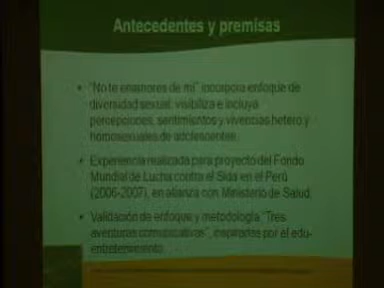 Antecedentes y premisas
• "No te enamores de mí" incorpora enfoque de
diversidad sexual, visibiliza e incluye
percepciones, sentimientos y vivencias hetero y
homosexuales de adolescentes.
• Experiencia realizada para proyecto del Fondo
Mundial de Lucha contra el Sida en el Perú
(2006-2007), en alianza con Ministerio de Salud.
• Validación de enfoque y metodología "Tres
aventuras comunicativas", inspirados por el edu-
entretenimiento.